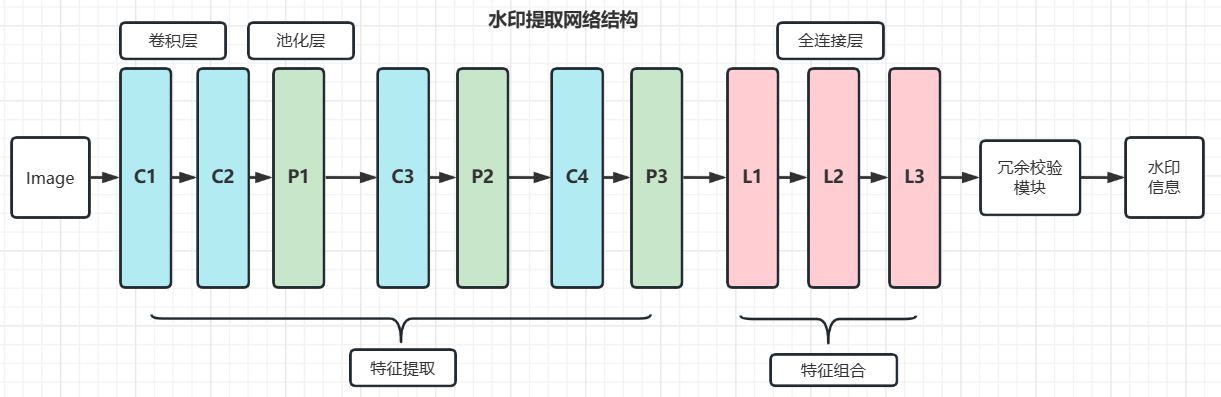 水印提取网络结构
卷积层
池化层
全连接层
Image
C1
C2
P1
C3
P2
C4
P3
L1
L2
L3
冗余校验
模块
水印
信息
特征提取
特征组合